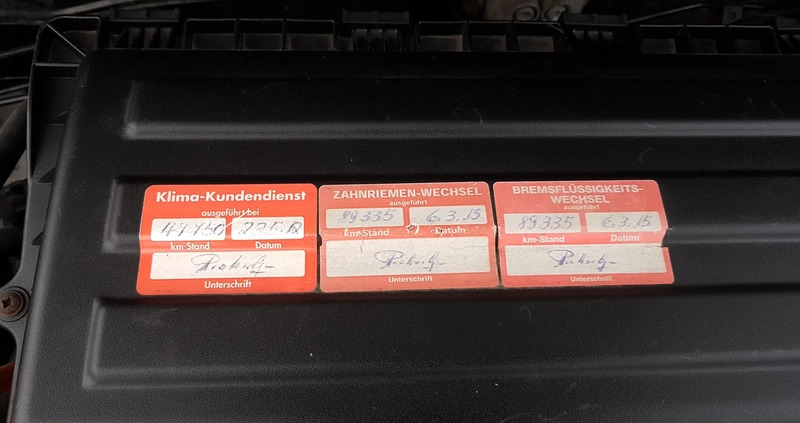 Klima-Kundendienst
ausgeführt bei
km-Stand Datum
Unterschrift
ZAHNRIEMEN-WECHSEL
ausgeführt
89335 6.3.15
km-Stand Datum
Unterschrift
BREMSFLÜSSIGKEITS-
WECHSEL
ausgeführt
89335 6.3.15
km-Stand Datum
Unterschrift